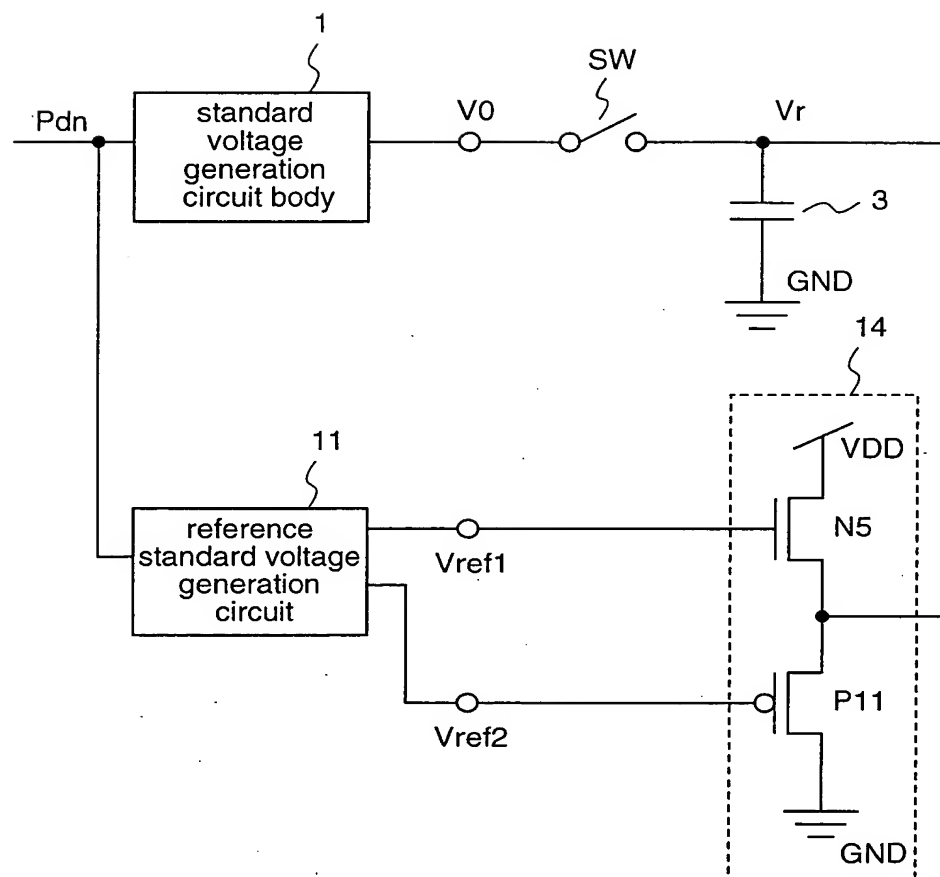 1
SW
Pdn
standard
voltage
generation
circuit body
V0
Vr
3
GND
14
VDD
11
reference
standard voltage
generation
circuit
Vref1
N5
Vref2
P11
GND